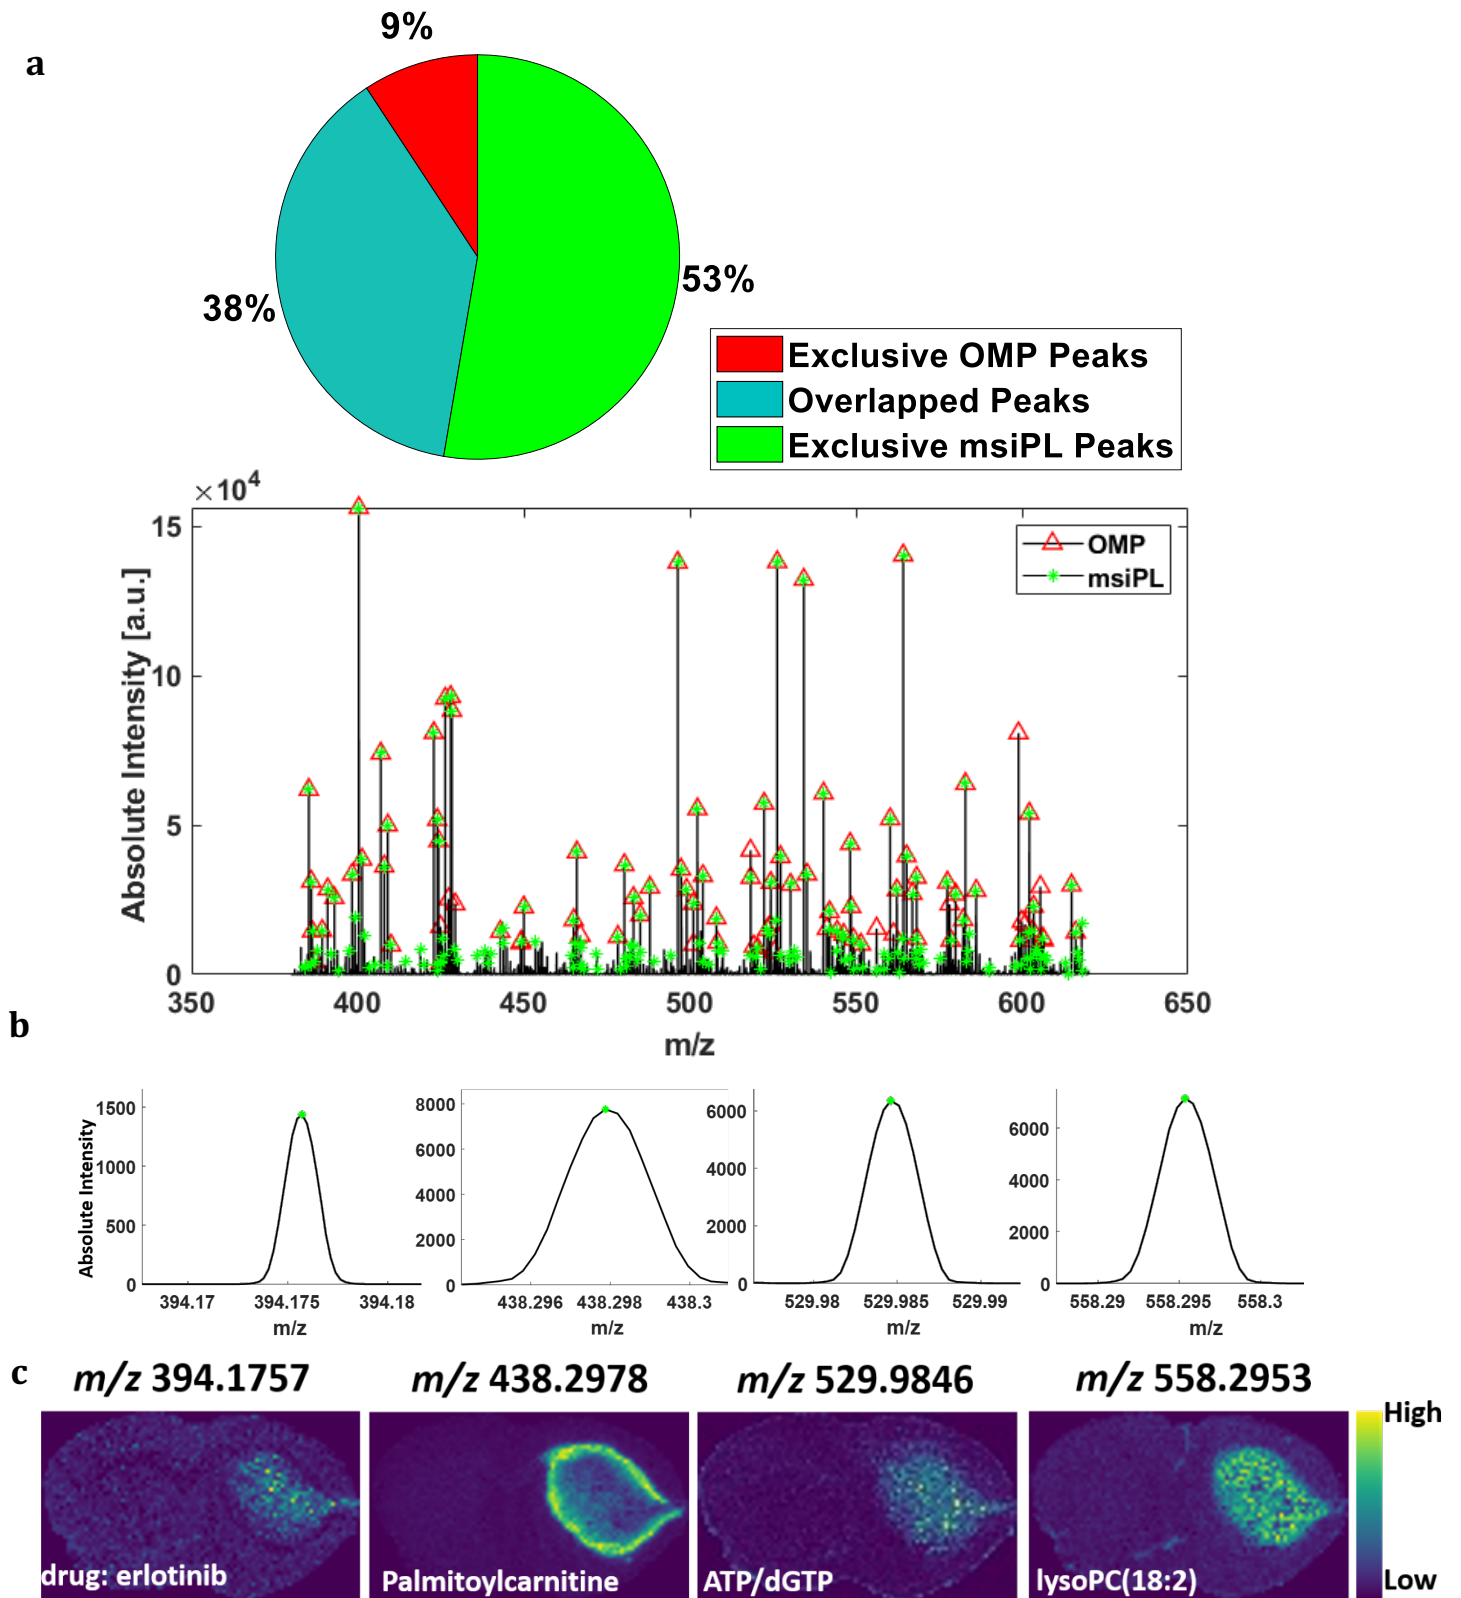 a
9%
38%
53%
Exclusive OMP Peaks
Overlapped Peaks
Exclusive msiPL Peaks
×10⁴
15
10
5
0
Absolute Intensity [a.u.]
OMP
msiPL
350 400 450 500 550 600 650
m/z
b
Absolute Intensity
1500
1000
500
0
394.17 394.175 394.18
m/z
8000
6000
4000
2000
0
438.296 438.298 438.3
m/z
6000
4000
2000
0
529.98 529.985 529.99
m/z
6000
4000
2000
0
558.29 558.295 558.3
m/z
c
m/z 394.1757
m/z 438.2978
m/z 529.9846
m/z 558.2953
drug: erlotinib
Palmitoylcarnitine
ATP/dGTP
lysoPC(18:2)
High
Low